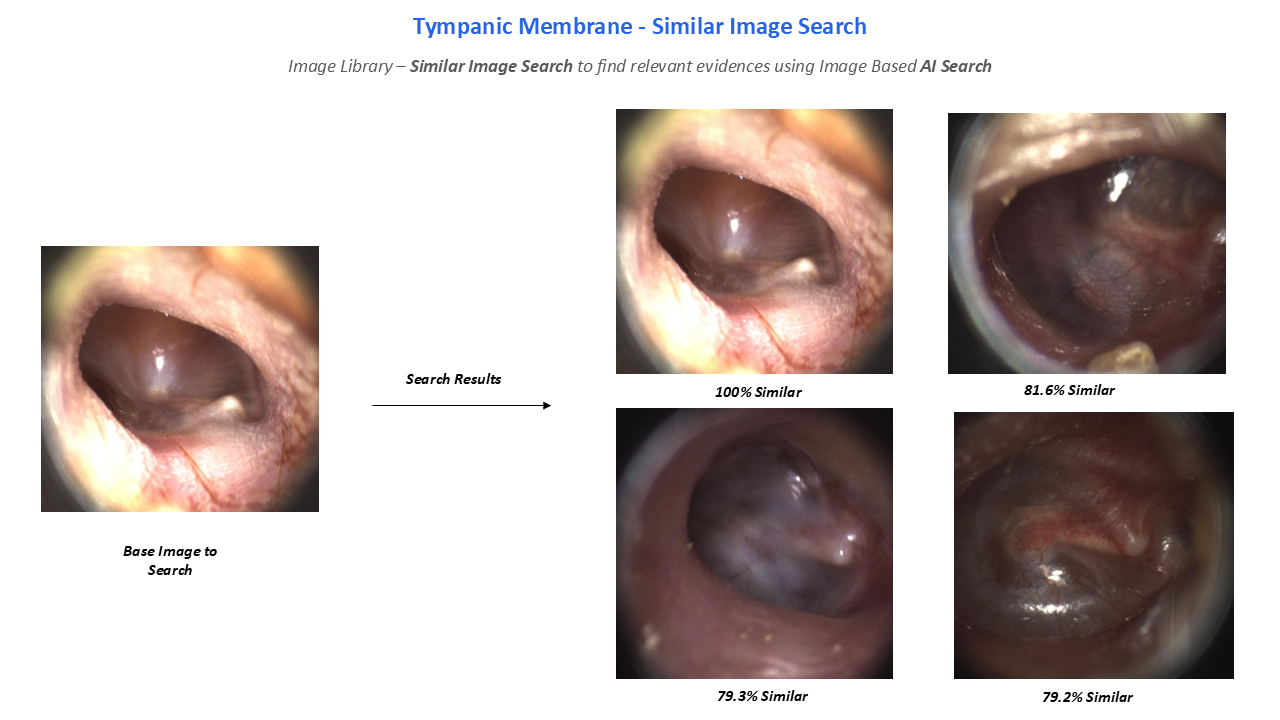 Tympanic Membrane - Similar Image Search
Image Library – Similar Image Search to find relevant evidences using Image Based AI Search
Search Results
Base Image to
Search
100% Similar
81.6% Similar
79.3% Similar
79.2% Similar